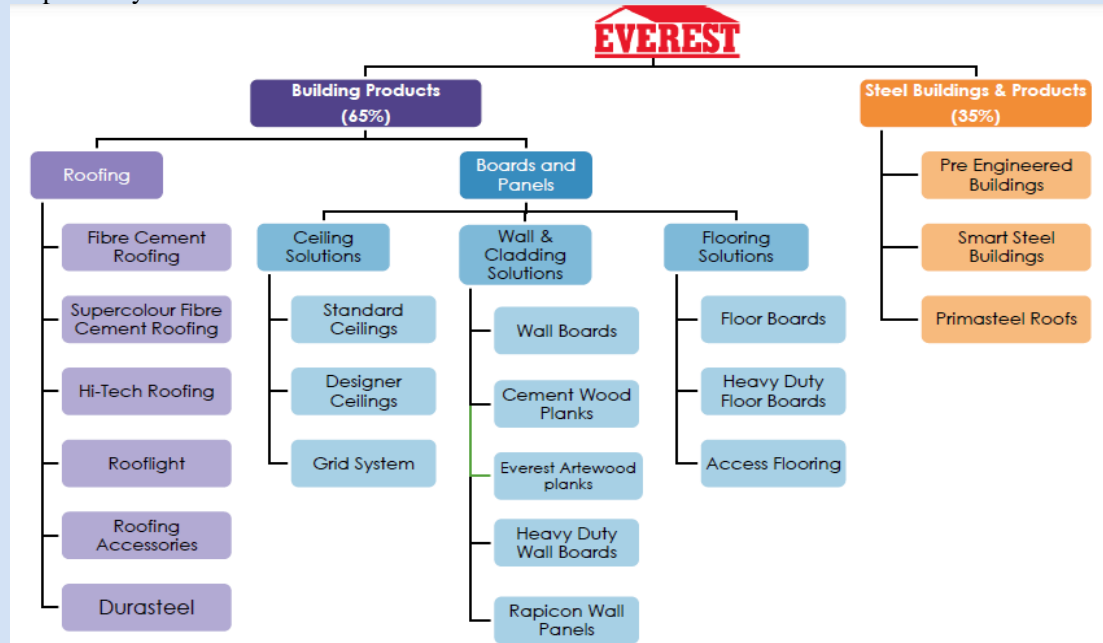 EVEREST
Building Products
(65%)
Steel Buildings & Products
(35%)
Roofing
Boards and
Panels
Pre Engineered
Buildings
Smart Steel
Buildings
Primasteel Roofs
Fibre Cement
Roofing
Supercolour Fibre
Cement Roofing
Hi-Tech Roofing
Rooflight
Roofing
Accessories
Durasteel
Ceiling
Solutions
Standard
Ceilings
Designer
Ceilings
Grid System
Wall &
Cladding
Solutions
Wall Boards
Cement Wood
Planks
Everest Artewood
planks
Heavy Duty
Wall Boards
Rapicon Wall
Panels
Flooring
Solutions
Floor Boards
Heavy Duty
Floor Boards
Access Flooring